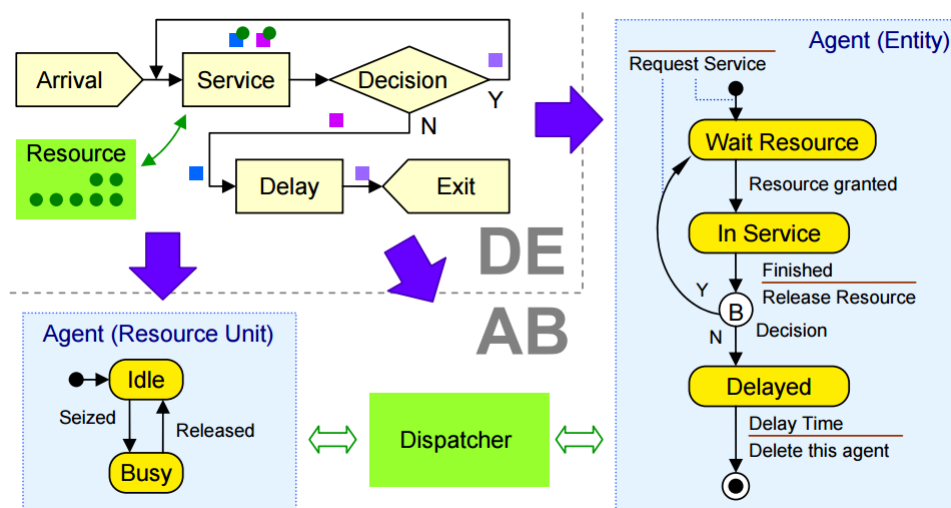 Arrival
Service
Decision
Y
N
Resource
Delay
Exit
DE
AB
Agent (Resource Unit)
Idle
Seized
Released
Busy
Dispatcher
Agent (Entity)
Request Service
Wait Resource
Resource granted
In Service
Finished
Release Resource
Y
B
N
Decision
Delayed
Delay Time
Delete this agent